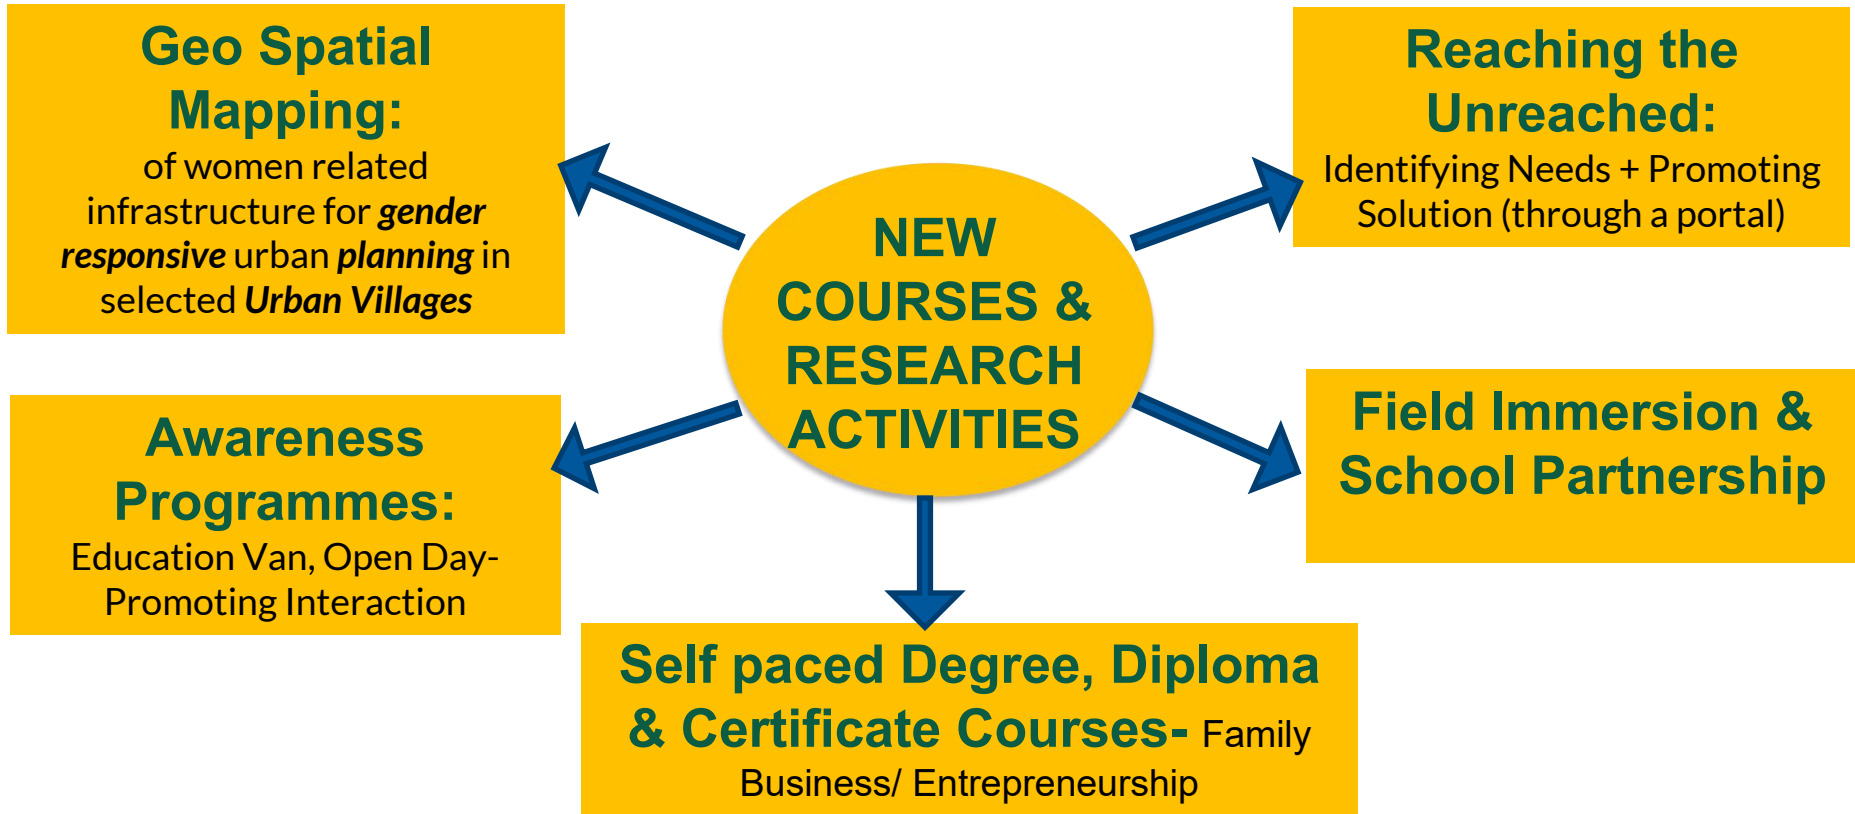 Geo Spatial
Mapping:
of women related
infrastructure for gender
responsive urban planning in
selected Urban Villages
Reaching the
Unreached:
Identifying Needs + Promoting
Solution (through a portal)
NEW
COURSES &
RESEARCH
ACTIVITIES
Awareness
Programmes:
Education Van, Open Day-
Promoting Interaction
Field Immersion &
School Partnership
Self paced Degree, Diploma
& Certificate Courses- Family
Business/ Entrepreneurship